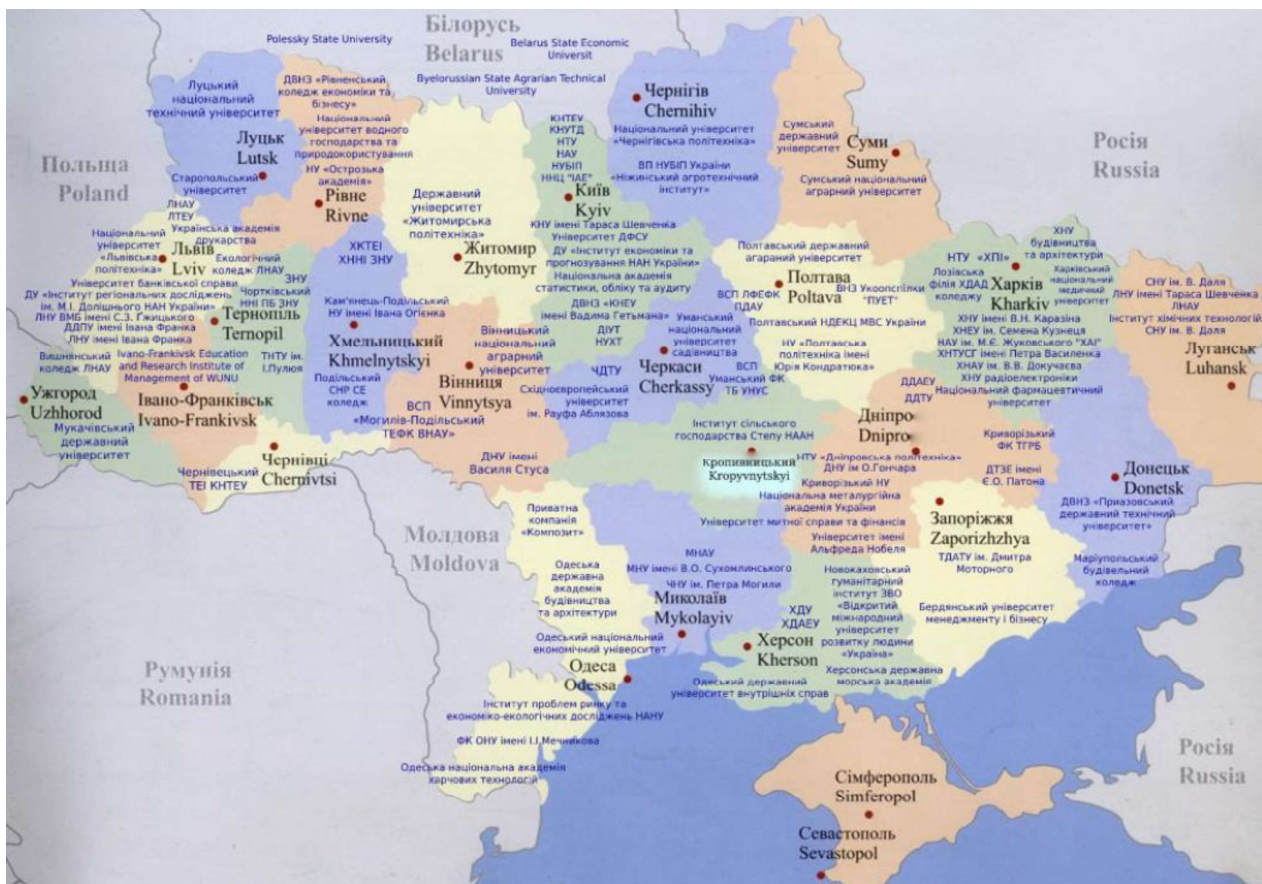 Білорусь
Belarus
Polessky State University
Belarus State Economic
Universit
Byelorussian State Agrarian Technical
University
Польща
Poland
Росія
Russia
Луцький
національний
технічний університет
Луцьк
Lutsk
Старопольський
університет
ДВНЗ «Рівненський
коледж економіки та
бізнесу»
Національний
університет водного
господарства та
природокористування
НУ «Острозька
академія»
Рівне
Rivne
Державний
університет
«Житомирська
політехніка»
Житомир
Zhytomyr
КНТЕУ
КНУТД
НТУ
НАУ
НУБІП
ННЦ "ІАЕ"
Київ
Kyiv
КНУ імені Тараса Шевченка
Університет ДФСУ
ДУ «Інститут економіки та
прогнозування НАН України»
Національна академія
статистики, обліку та аудиту
ДВНЗ «КНЕУ
імені Вадима Гетьмана»
ДІУТ
НУХТ
Чернігів
Chernihiv
Національний університет
«Чернігівська політехніка»
ВП НУБІП України
«Ніжинський агротехнічний
інститут»
Сумський
державний
університет
Суми
Sumy
Сумський національний
аграрний університет
ЛНАУ
ЛТЕУ
Українська академія
друкарства
Національний
університет
«Львівська
політехніка»
Львів
Lviv
Екологічний
коледж ЛНАУ
Університет банківської справи
ДУ «Інститут регіональних досліджень
ім. М.І. Долішнього НАН України»
ЛНУ ВМБ імені С.З. Ґжицького
ДДПУ імені Івана Франка
ЛНУ імені Івана Франка
Вишнянський
коледж ЛНАУ
ЗНУ
Чортківський
ННІ ПБ ЗНУ
Тернопіль
Ternopil
ТНТУ ім.
І.Пулюя
ХКТЕІ
ХННІ ЗНУ
Кам'янець-Подільський
НУ імені Івана Огієнка
Хмельницький
Khmelnytskyi
Подільський
СНР СЕ
коледж
Вінницький
національний
аграрний
університет
Вінниця
Vinnytsya
ВСП
«Могилів-Подільський
ТЕФК ВНАУ»
ДНУ імені
Василя Стуса
Ivano-Frankivsk Education
and Research Institute of
Management of WUNU
Івано-Франківськ
Ivano-Frankivsk
Ужгород
Uzhhorod
Мукачівський
державний
університет
Чернівці
Chernivtsi
Чернівецький
ТЕІ КНТЕУ
Уманський
національний
університет
садівництва
Черкаси
Cherkassy
ЧДТУ
Східноєвропейський
університет
ім. Рауфа Аблязова
ВСП
Уманський ФК
ТБ УНУС
Полтавський державний
агараний університет
Полтава
Poltava
ВНЗ Укоопспілки
"ПУЕТ"
ВСП ЛФЕФК
ПДАУ
Полтавський НДЕКЦ МВС України
НУ «Полтавська
політехніка імені
Юрія Кондратюка»
ХНУ
будівництва
та архітектури
НТУ «ХПІ»
Лозівська
філія ХДАД
коледжу
Харків
Kharkiv
Харківський
національний
медичний
університет
ХНУ імені В.Н. Каразіна
ХНЕУ ім. Семена Кузнеця
НАУ ім. М.Є. Жуковського "ХАІ"
ХНТУСГ імені Петра Василенка
ХНАУ ім. В.В. Докучаєва
ХНУ радіоелектроніки
Національний фармацевтичний
університет
СНУ ім. В. Даля
ЛНУ імені Тараса Шевченка
ЛНАУ
Інститут хімічних технологій
СНУ ім. В. Даля
Луганськ
Luhansk
Інститут сільського
господарства Степу НААН
Кропивницький
Kropyvnytskyi
ДДАЕУ
ДДТУ
Дніпро
Dnipro
НТУ «Дніпровська політехніка»
ДНУ ім О.Гончара
Криворізький НУ
Національна металургійна
академія України
Університет митної справи та фінансів
Університет імені
Альфреда Нобеля
Криворізький
ФК ТГРБ
ДТЗЕ імені
Є.О. Патона
Донецьк
Donetsk
ДВНЗ «Приазовський
державний технічний
університет»
Маріупольський
будівельний
коледж
Запоріжжя
Zaporizhzhya
ТДАТУ ім. Дмитра
Моторного
Бердянський університет
менеджменту і бізнесу
Молдова
Moldova
Приватна
компанія
«Композит»
Одеська
державна
академія
будівництва
та архітектури
МНАУ
МНУ імені В.О. Сухомлинського
ЧНУ ім. Петра Могили
Миколаїв
Mykolayiv
ХДУ
ХДАЕУ
Херсон
Kherson
Новокаховський
гуманітарний
інститут ЗВО
«Відкритий
міжнародний
університет
розвитку людини
«Україна»
Херсонська державна
морська академія
Одеський національний
економічний університет
Одеса
Odessa
Одеський державний
університет внутрішніх справ
Інститут проблем ринку та
економіко-екологічних досліджень НАНУ
ФК ОНУ імені І.І.Мечникова
Одеська національна академія
харчових технологій
Румунія
Romania
Сімферополь
Simferopol
Севастополь
Sevastopol
Росія
Russia